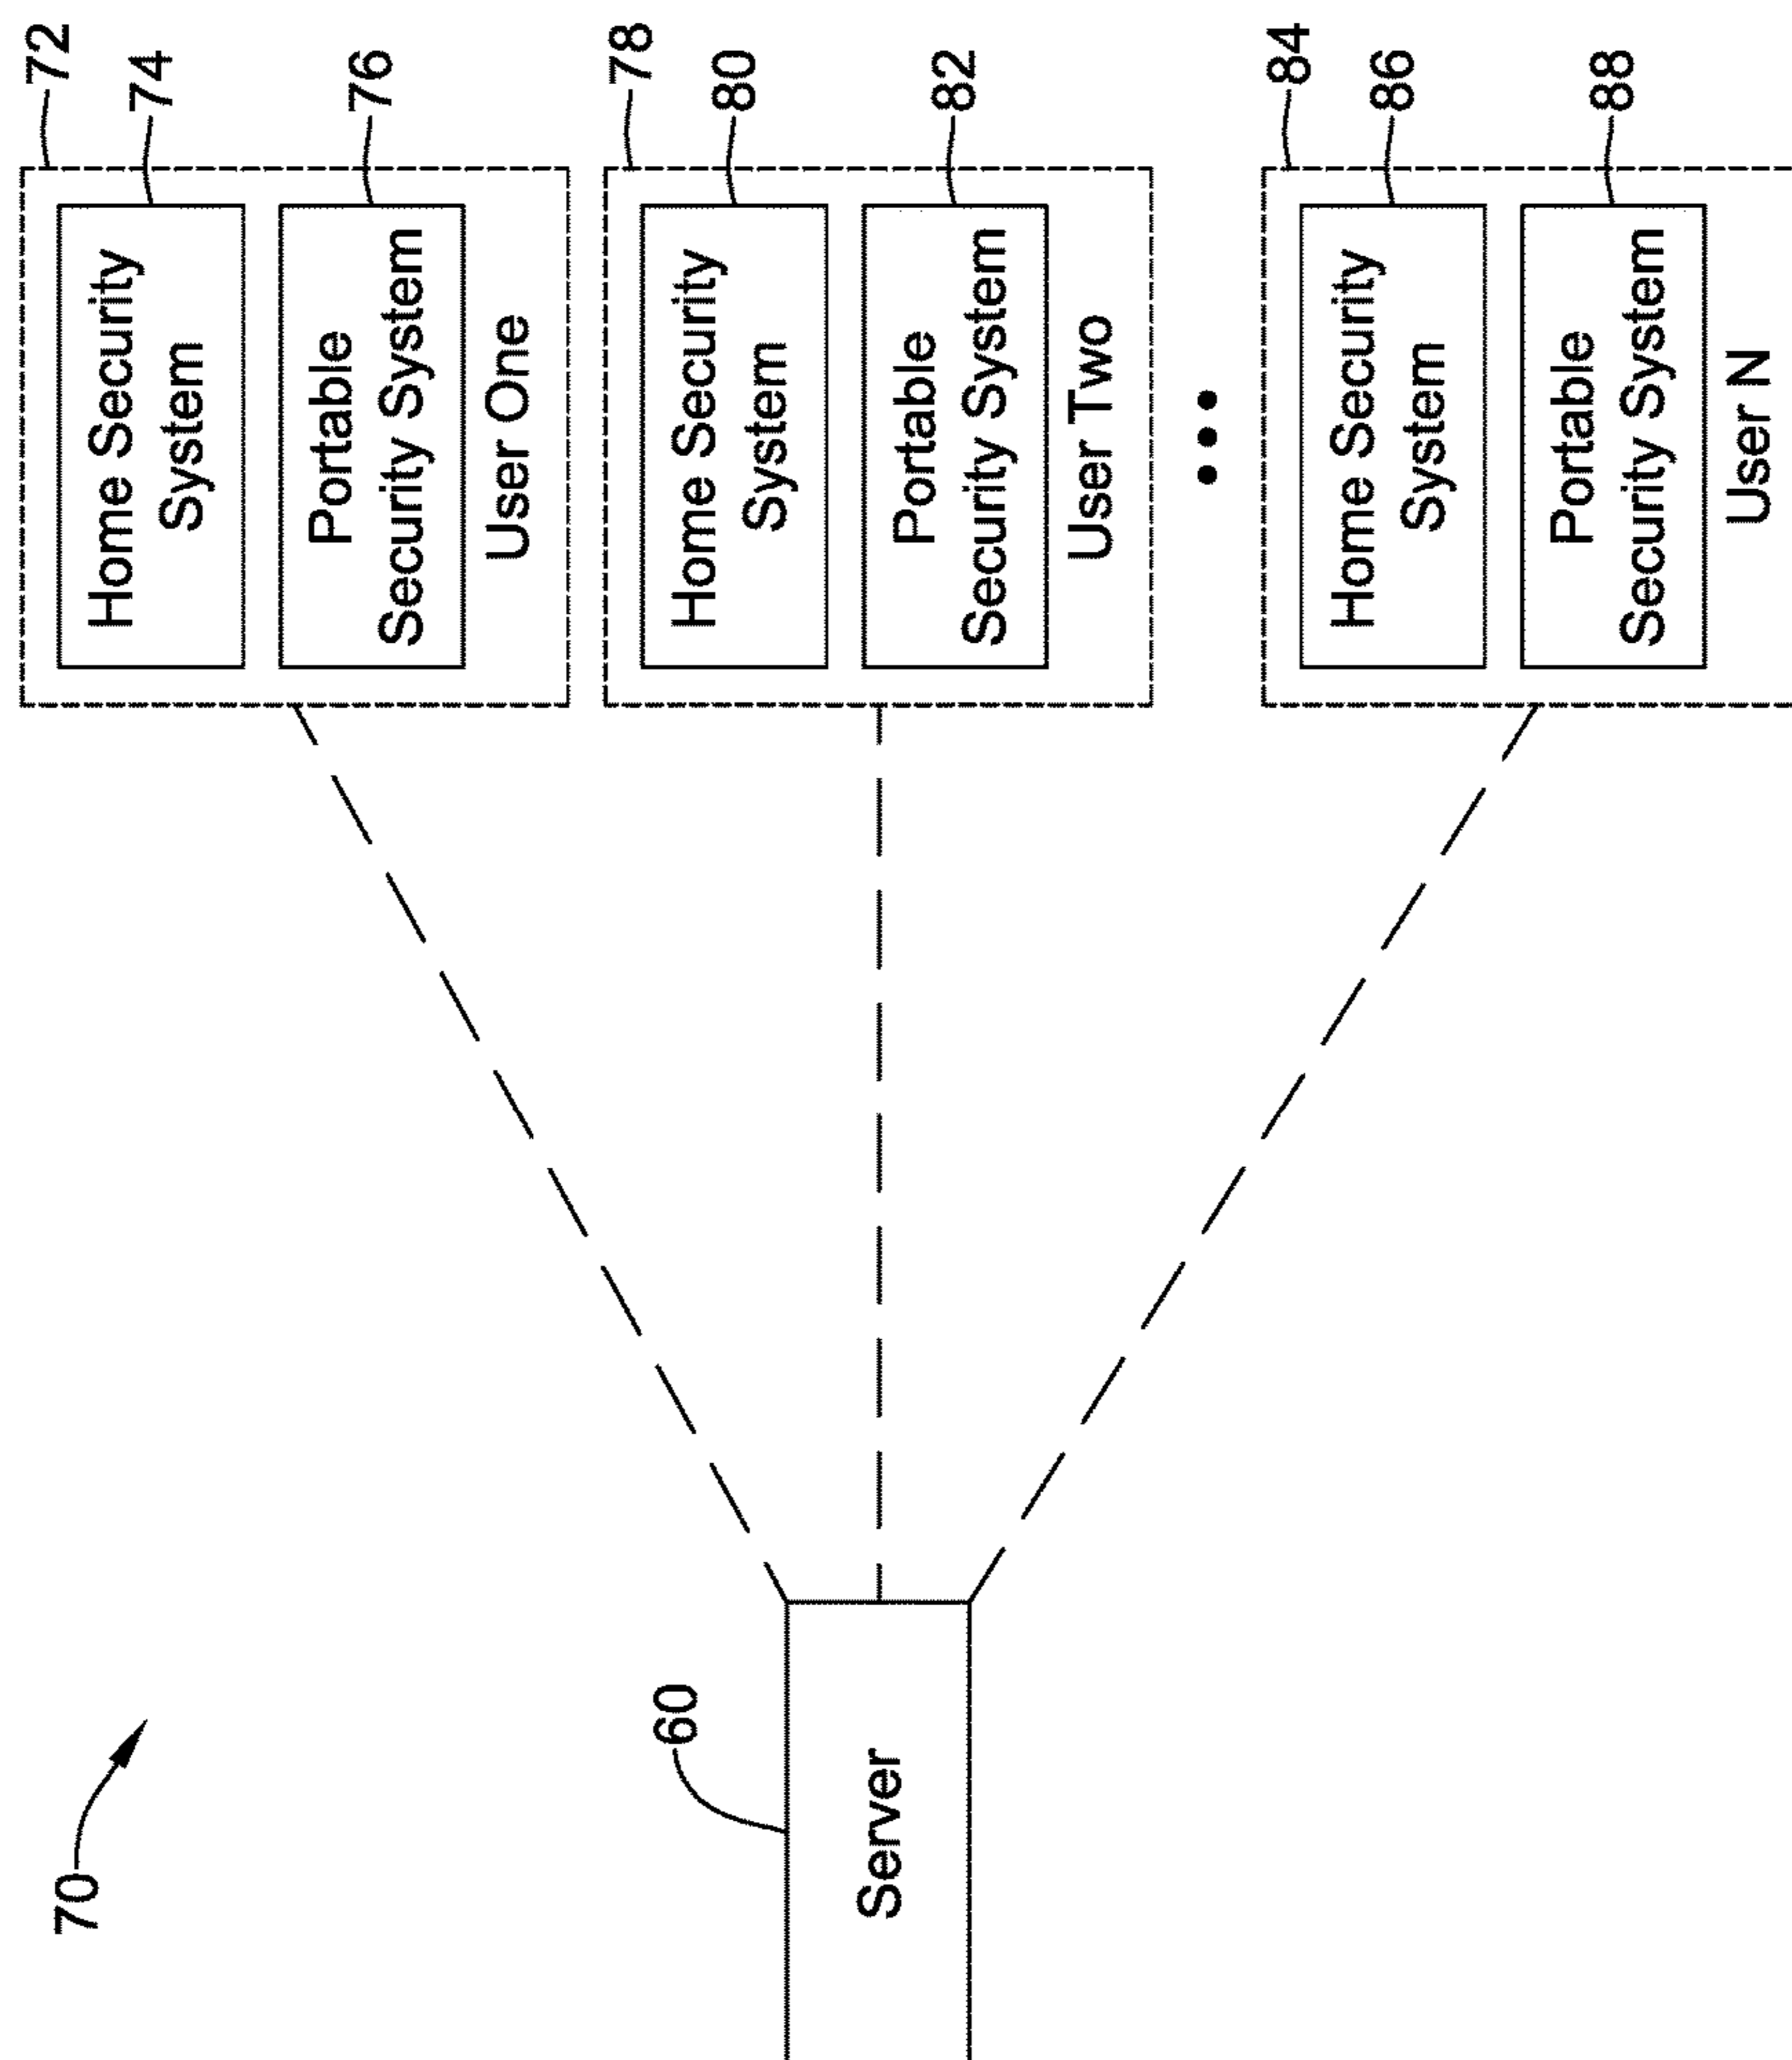 70
60
Server
72
74
Home Security
System
76
Portable
Security System
User One
78
80
Home Security
System
82
Portable
Security System
User Two
84
86
Home Security
System
88
Portable
Security System
User N